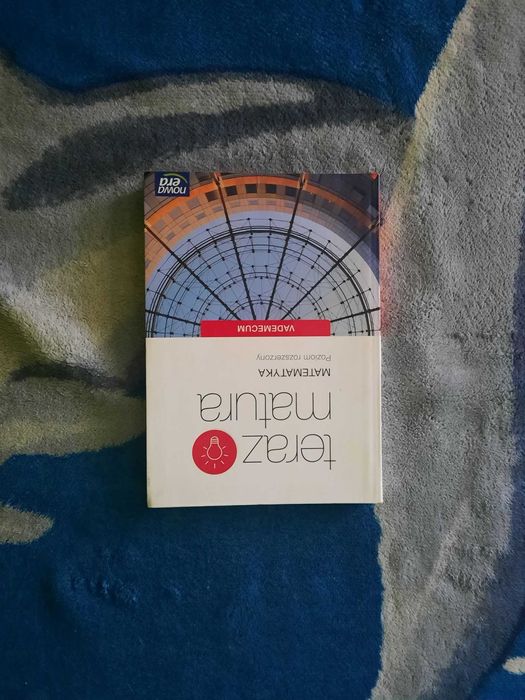 teraz
matura
MATEMATYKA
Poziom rozszerzony
VADEMECUM
nowa
era